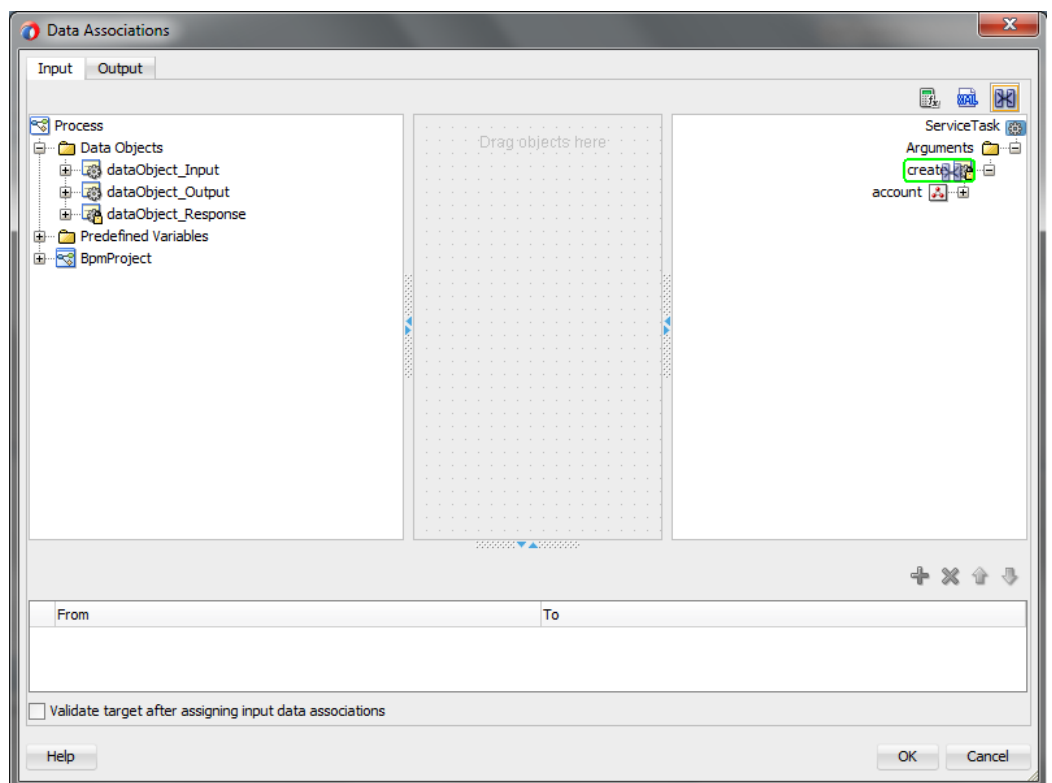 Data Associations
Input Output
Process
Data Objects
dataObject_Input
dataObject_Output
dataObject_Response
Predefined Variables
BpmProject
Drag objects here
ServiceTask
Arguments
account
From To
Validate target after assigning input data associations
Help OK Cancel